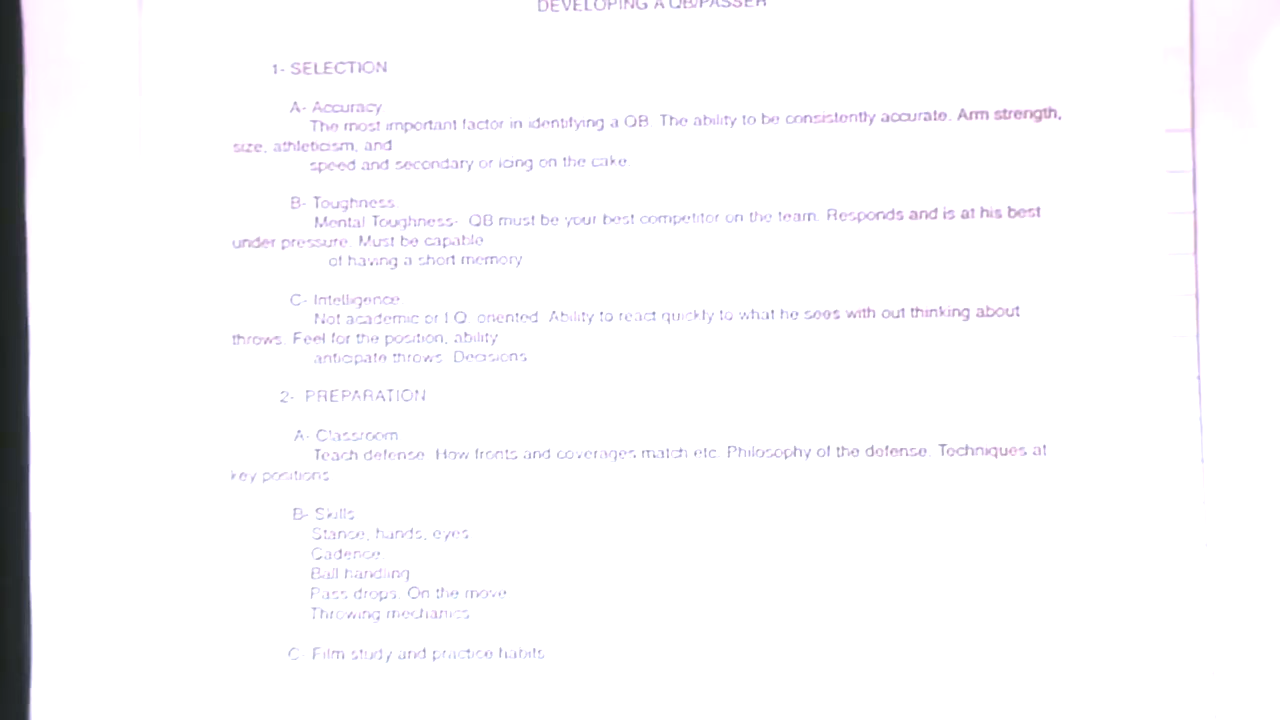 DEVELOPING A QB/PASSER
1- SELECTION
A- Accuracy
The most important factor in identifying a QB. The ability to be consistently accurate. Arm strength,
size, athleticism, and
speed and secondary or icing on the cake.
B- Toughness
Mental Toughness- QB must be your best competitor on the team. Responds and is at his best
under pressure. Must be capable
of having a short memory
C- Intelligence
Not academic or I.Q. oriented. Ability to react quickly to what he sees with out thinking about
throws. Feel for the position, ability
anticipate throws. Decisions
2- PREPARATION
A- Classroom
Teach defense. How fronts and coverages match etc. Philosophy of the defense. Techniques at
key positions
B- Skills
Stance, hands, eyes
Cadence
Ball handling
Pass drops. On the move
Throwing mechanics
C- Film study and practice habits